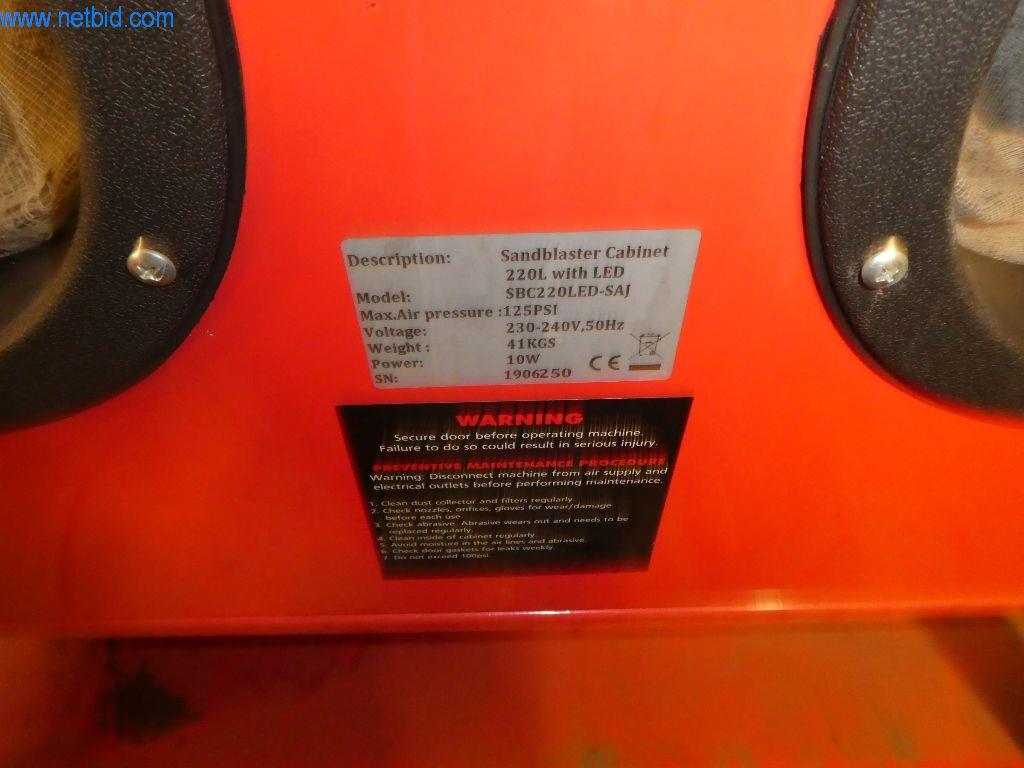 www.netbid.com
Description: Sandblaster Cabinet
220L with LED
Model: SBC220LED-SAJ
Max.Air pressure :125PSI
Voltage: 230-240V,50Hz
Weight : 41KGS
Power: 10W
SN: 1906250
CE
WARNING
Secure door before operating machine.
Failure to do so could result in serious injury.
PREVENTIVE MAINTENANCE PROCEDURE
Warning: Disconnect machine from air supply and
electrical outlets before performing maintenance.
1. Clean dust collector and filters regularly.
2. Check nozzles, orifices, gloves for wear/damage
before each use.
3. Check abrasive. Abrasive wears out and needs to be
replaced regularly.
4. Clean inside of cabinet regularly.
5. Avoid moisture in the air lines and abrasive.
6. Check door gaskets for leaks weekly.
7. Do not exceed 100psi.